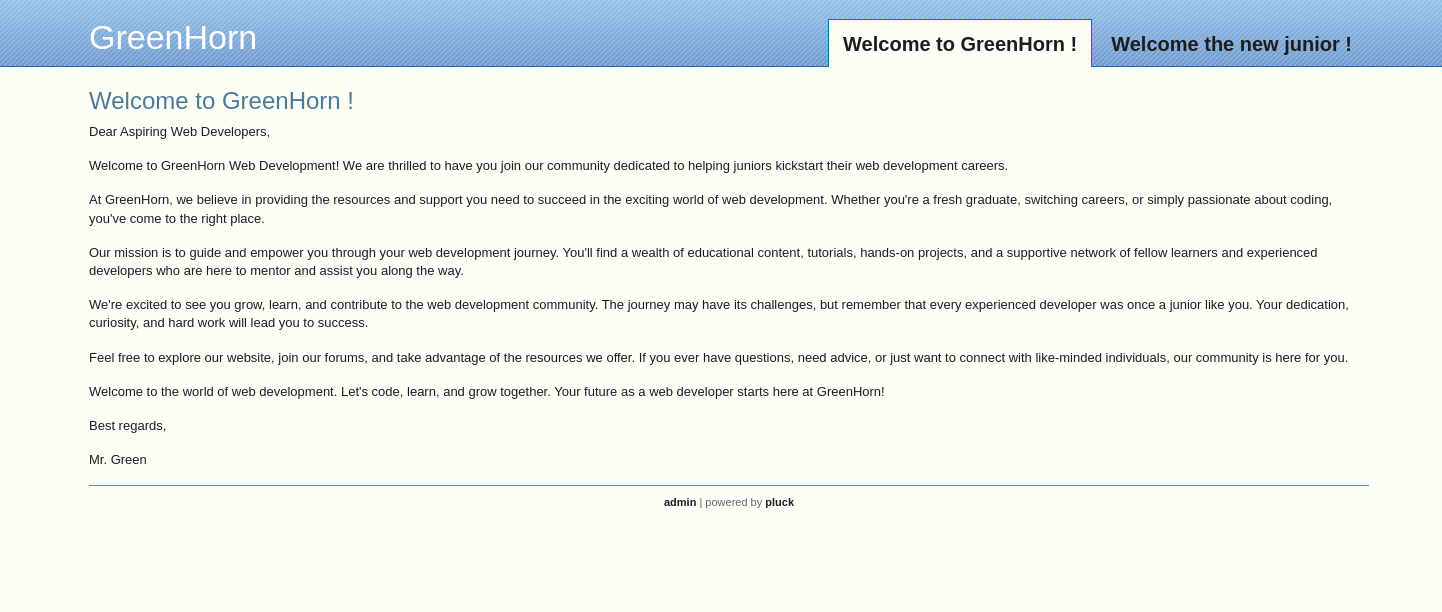 GreenHorn
Welcome to GreenHorn !
Welcome the new junior !
Welcome to GreenHorn !
Dear Aspiring Web Developers,
Welcome to GreenHorn Web Development! We are thrilled to have you join our community dedicated to helping juniors kickstart their web development careers.
At GreenHorn, we believe in providing the resources and support you need to succeed in the exciting world of web development. Whether you're a fresh graduate, switching careers, or simply passionate about coding,
you've come to the right place.
Our mission is to guide and empower you through your web development journey. You'll find a wealth of educational content, tutorials, hands-on projects, and a supportive network of fellow learners and experienced
developers who are here to mentor and assist you along the way.
We're excited to see you grow, learn, and contribute to the web development community. The journey may have its challenges, but remember that every experienced developer was once a junior like you. Your dedication,
curiosity, and hard work will lead you to success.
Feel free to explore our website, join our forums, and take advantage of the resources we offer. If you ever have questions, need advice, or just want to connect with like-minded individuals, our community is here for you.
Welcome to the world of web development. Let's code, learn, and grow together. Your future as a web developer starts here at GreenHorn!
Best regards,
Mr. Green
admin | powered by pluck